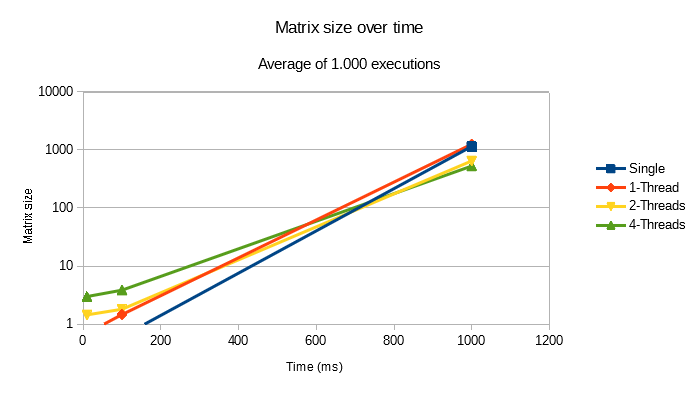 Matrix size over time
Average of 1.000 executions
10000
1000
100
10
1
Matrix size
0 200 400 600 800 1000 1200
Time (ms)
Single
1-Thread
2-Threads
4-Threads